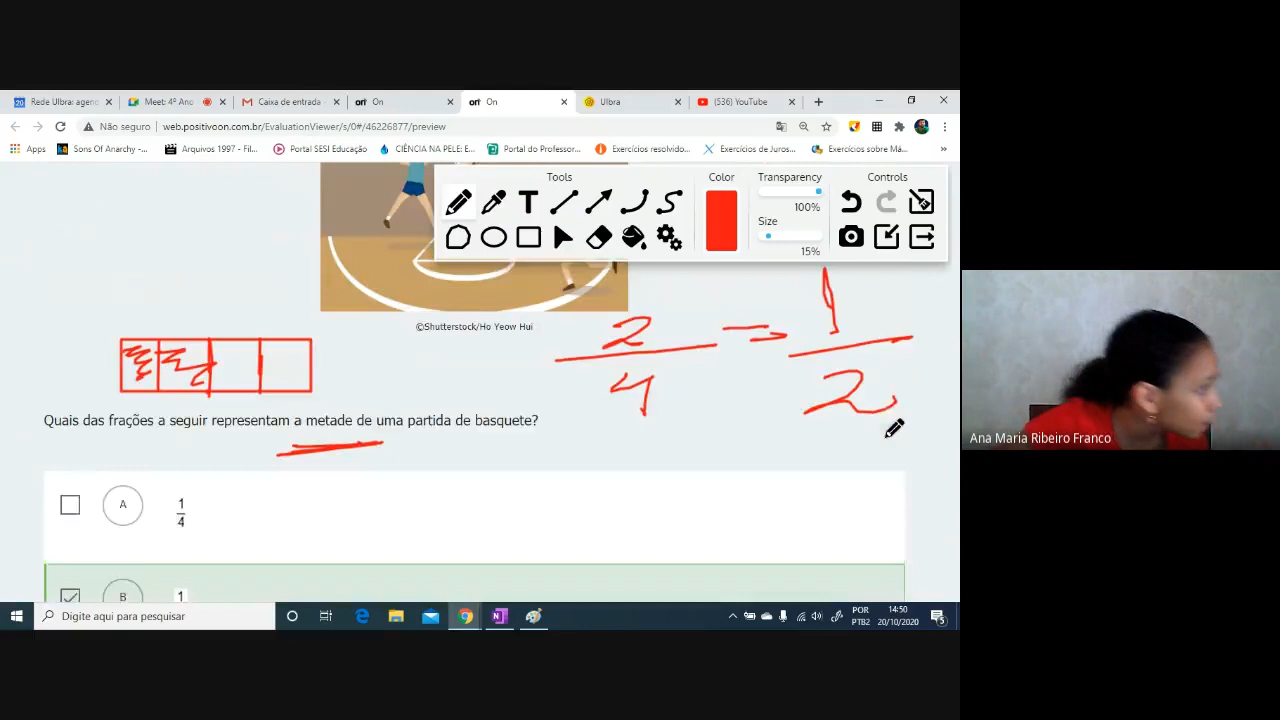 Rede Ulbra: agenc
Meet: 4º Ano
Caixa de entrada
On
On
Ulbra
(536) YouTube
Não seguro | web.positivoon.com.br/EvaluationViewer/s/0#/46226877/preview
Apps
Sons Of Anarchy -...
Arquivos 1997 - Fil...
Portal SESI Educação
CIÊNCIA NA PELE: E...
Portal do Professor...
Exercícios resolvido...
Exercícios de Juros...
Exercícios sobre Má...
Tools
Color
Transparency
100%
Size
15%
Controls
©Shutterstock/Ho Yeow Hui
2/4 → 1/2
Quais das frações a seguir representam a metade de uma partida de basquete?
A 1/4
B 1
Ana Maria Ribeiro Franco
Digite aqui para pesquisar
POR
PTB2
14:50
20/10/2020
5